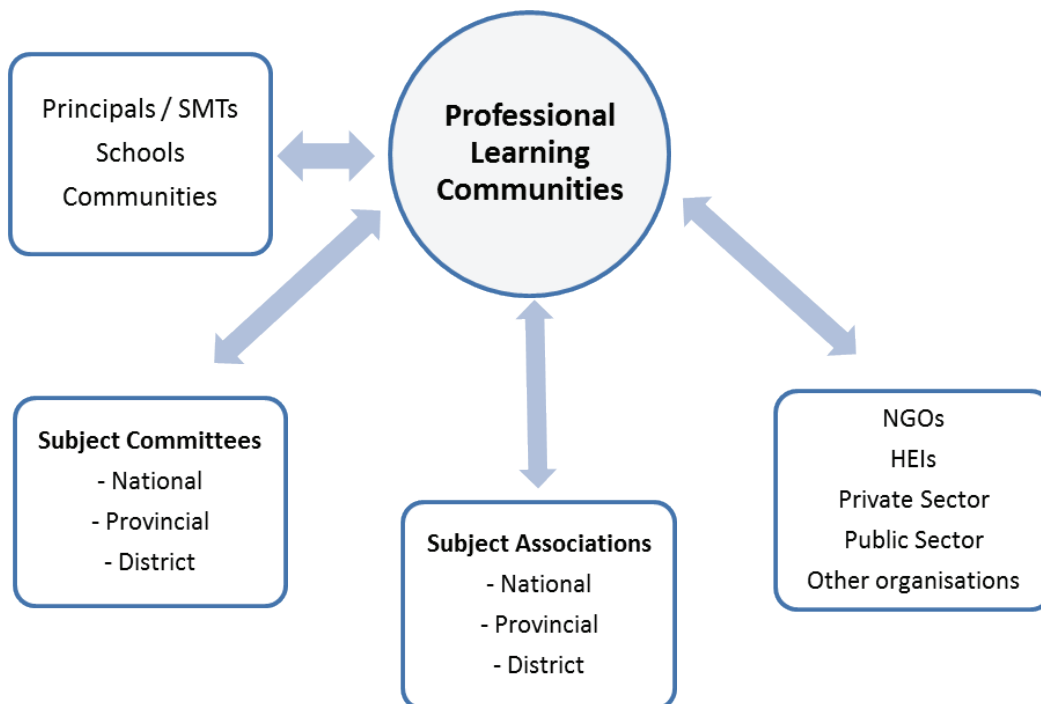 Principals / SMTs
Schools
Communities
Professional
Learning
Communities
Subject Committees
- National
- Provincial
- District
Subject Associations
- National
- Provincial
- District
NGOs
HEIs
Private Sector
Public Sector
Other organisations